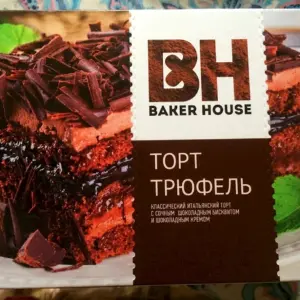 BH
BAKER HOUSE
ТОРТ
ТРЮФЕЛЬ
КЛАССИЧЕСКИЙ ИТАЛЬЯНСКИЙ ТОРТ
С СОЧНЫМ ШОКОЛАДНЫМ БИСКВИТОМ
И ШОКОЛАДНЫМ КРЕМОМ